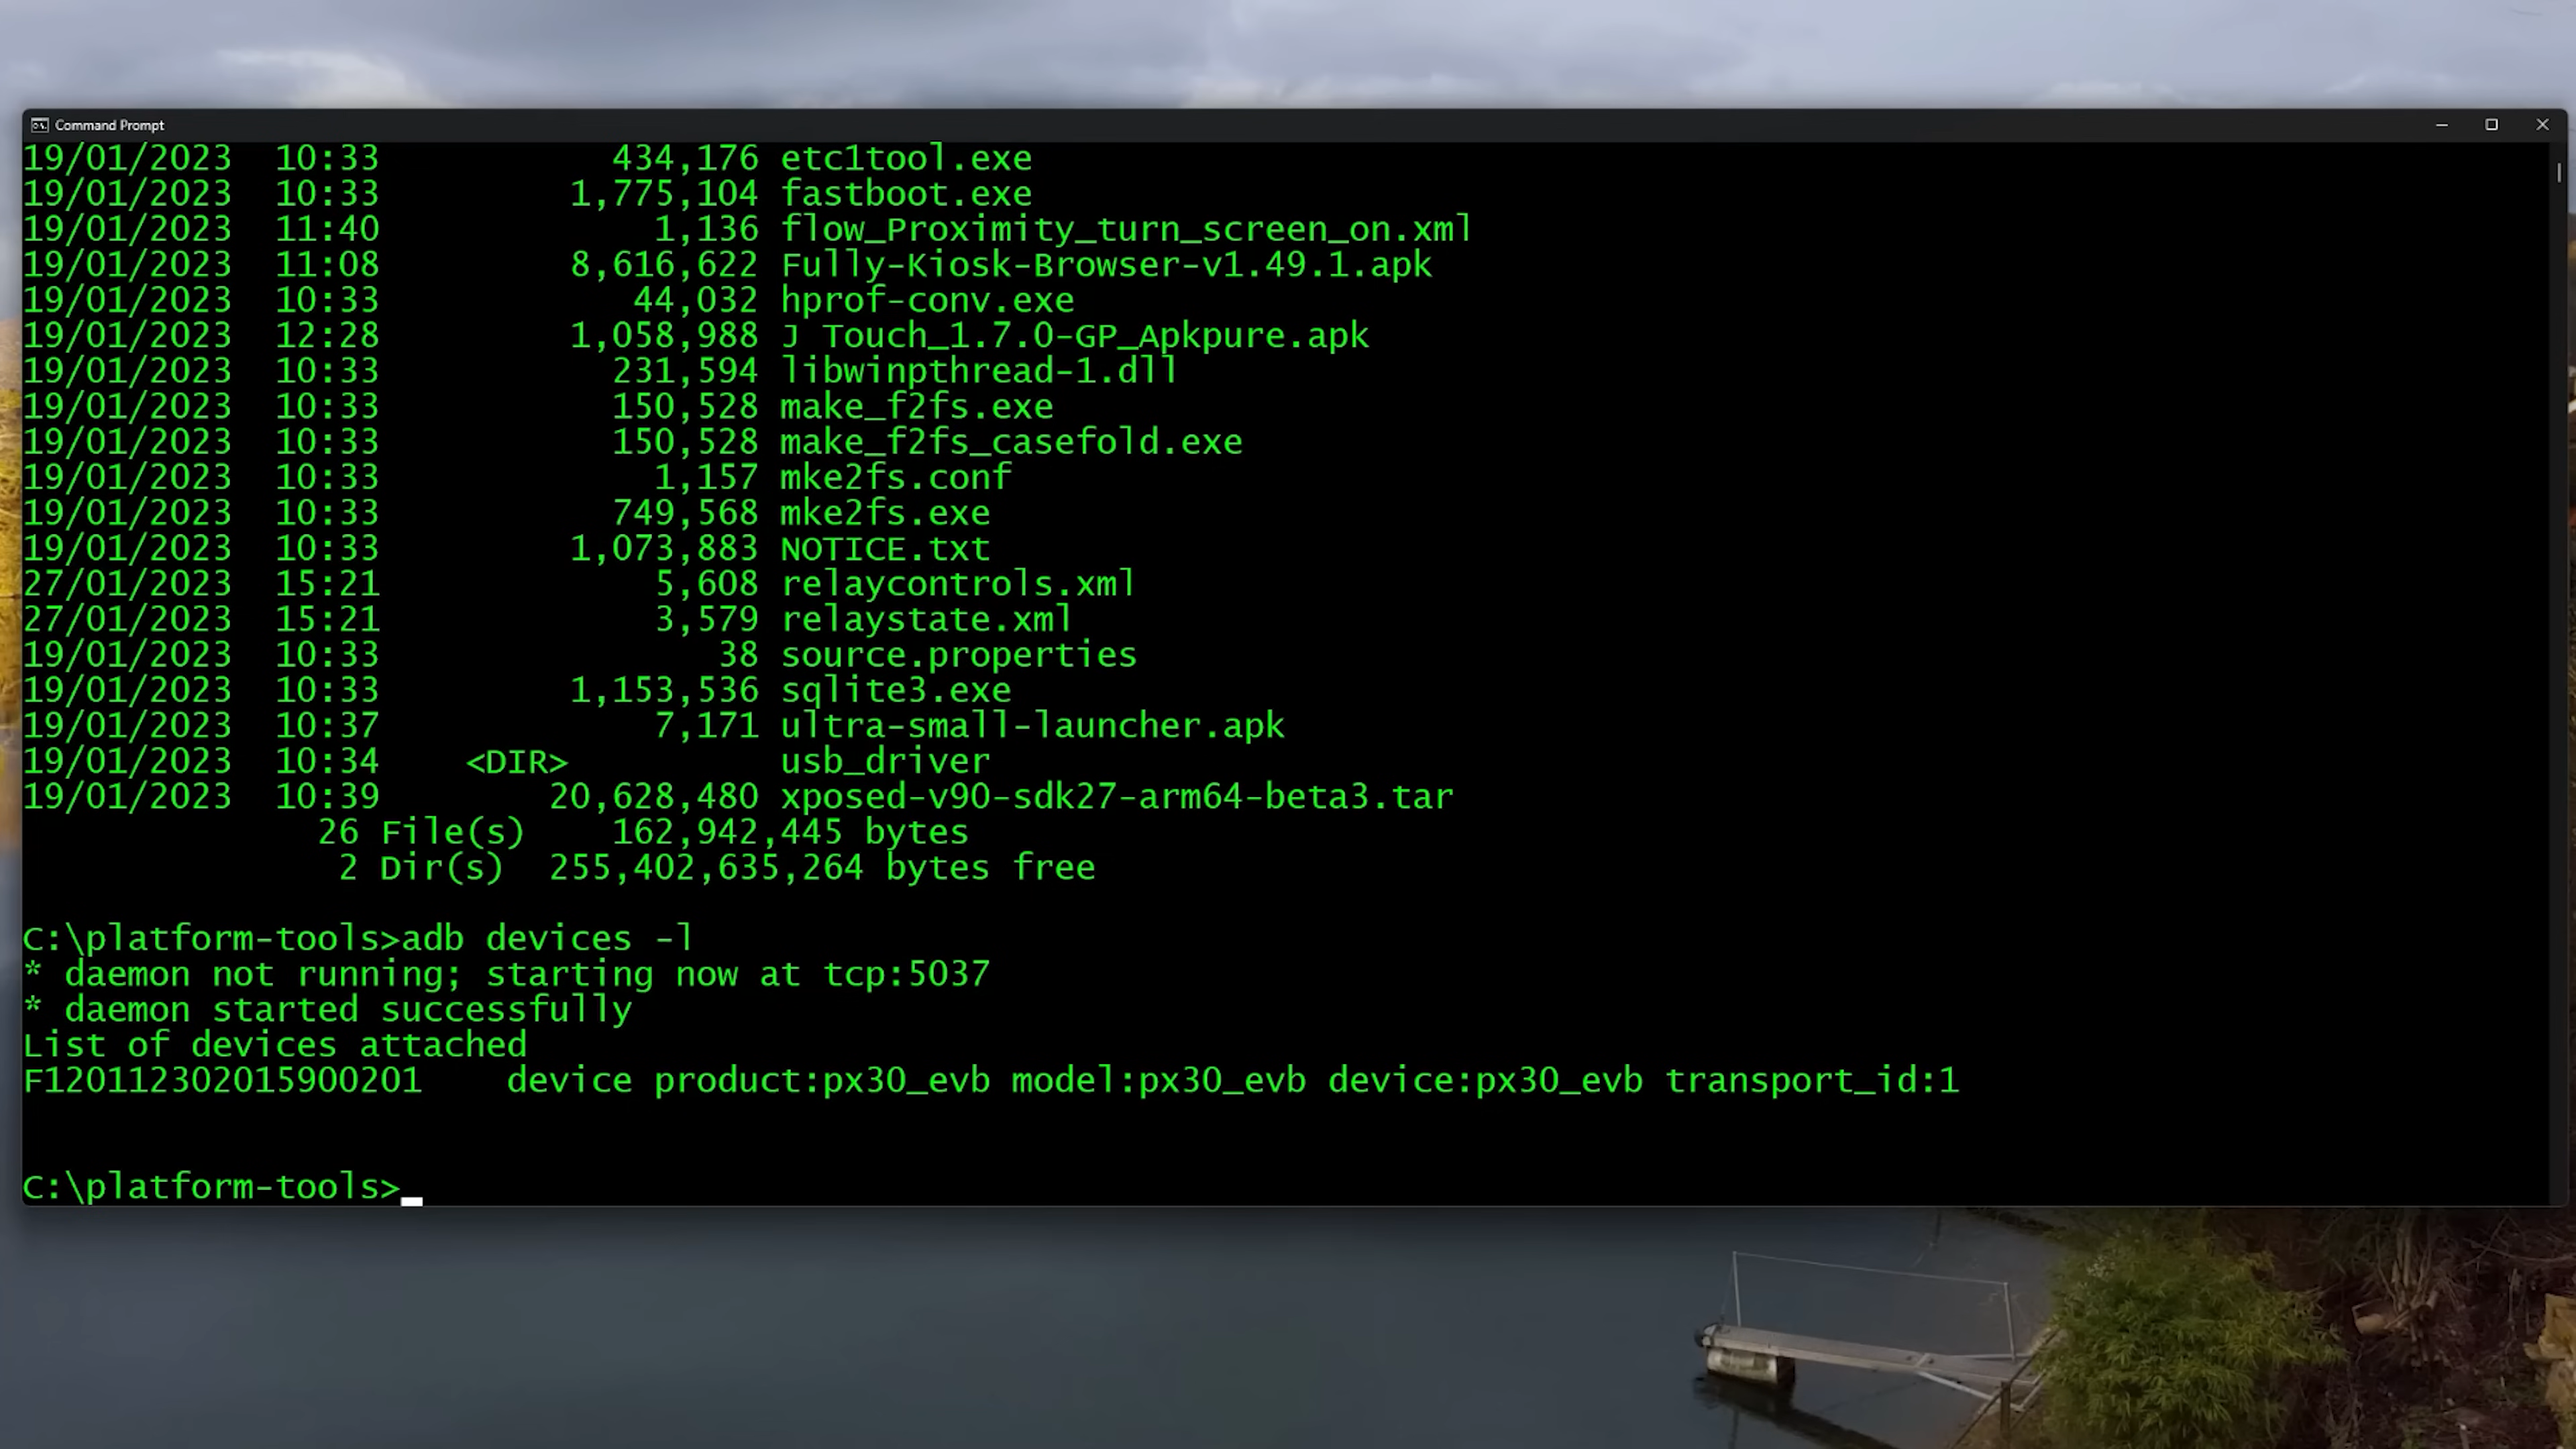 Command Prompt
19/01/2023  10:33           434,176 etc1tool.exe
19/01/2023  10:33         1,775,104 fastboot.exe
19/01/2023  11:40             1,136 flow_Proximity_turn_screen_on.xml
19/01/2023  11:08         8,616,622 Fully-Kiosk-Browser-v1.49.1.apk
19/01/2023  10:33            44,032 hprof-conv.exe
19/01/2023  12:28         1,058,988 J Touch_1.7.0-GP_Apkpure.apk
19/01/2023  10:33           231,594 libwinpthread-1.dll
19/01/2023  10:33           150,528 make_f2fs.exe
19/01/2023  10:33           150,528 make_f2fs_casefold.exe
19/01/2023  10:33             1,157 mke2fs.conf
19/01/2023  10:33           749,568 mke2fs.exe
19/01/2023  10:33         1,073,883 NOTICE.txt
27/01/2023  15:21             5,608 relaycontrols.xml
27/01/2023  15:21             3,579 relaystate.xml
19/01/2023  10:33                38 source.properties
19/01/2023  10:33         1,153,536 sqlite3.exe
19/01/2023  10:37             7,171 ultra-small-launcher.apk
19/01/2023  10:34    <DIR>          usb_driver
19/01/2023  10:39        20,628,480 xposed-v90-sdk27-arm64-beta3.tar
              26 File(s)    162,942,445 bytes
               2 Dir(s)  255,402,635,264 bytes free
C:\platform-tools>adb devices -l
* daemon not running; starting now at tcp:5037
* daemon started successfully
List of devices attached
F120112302015900201    device product:px30_evb model:px30_evb device:px30_evb transport_id:1
C:\platform-tools>